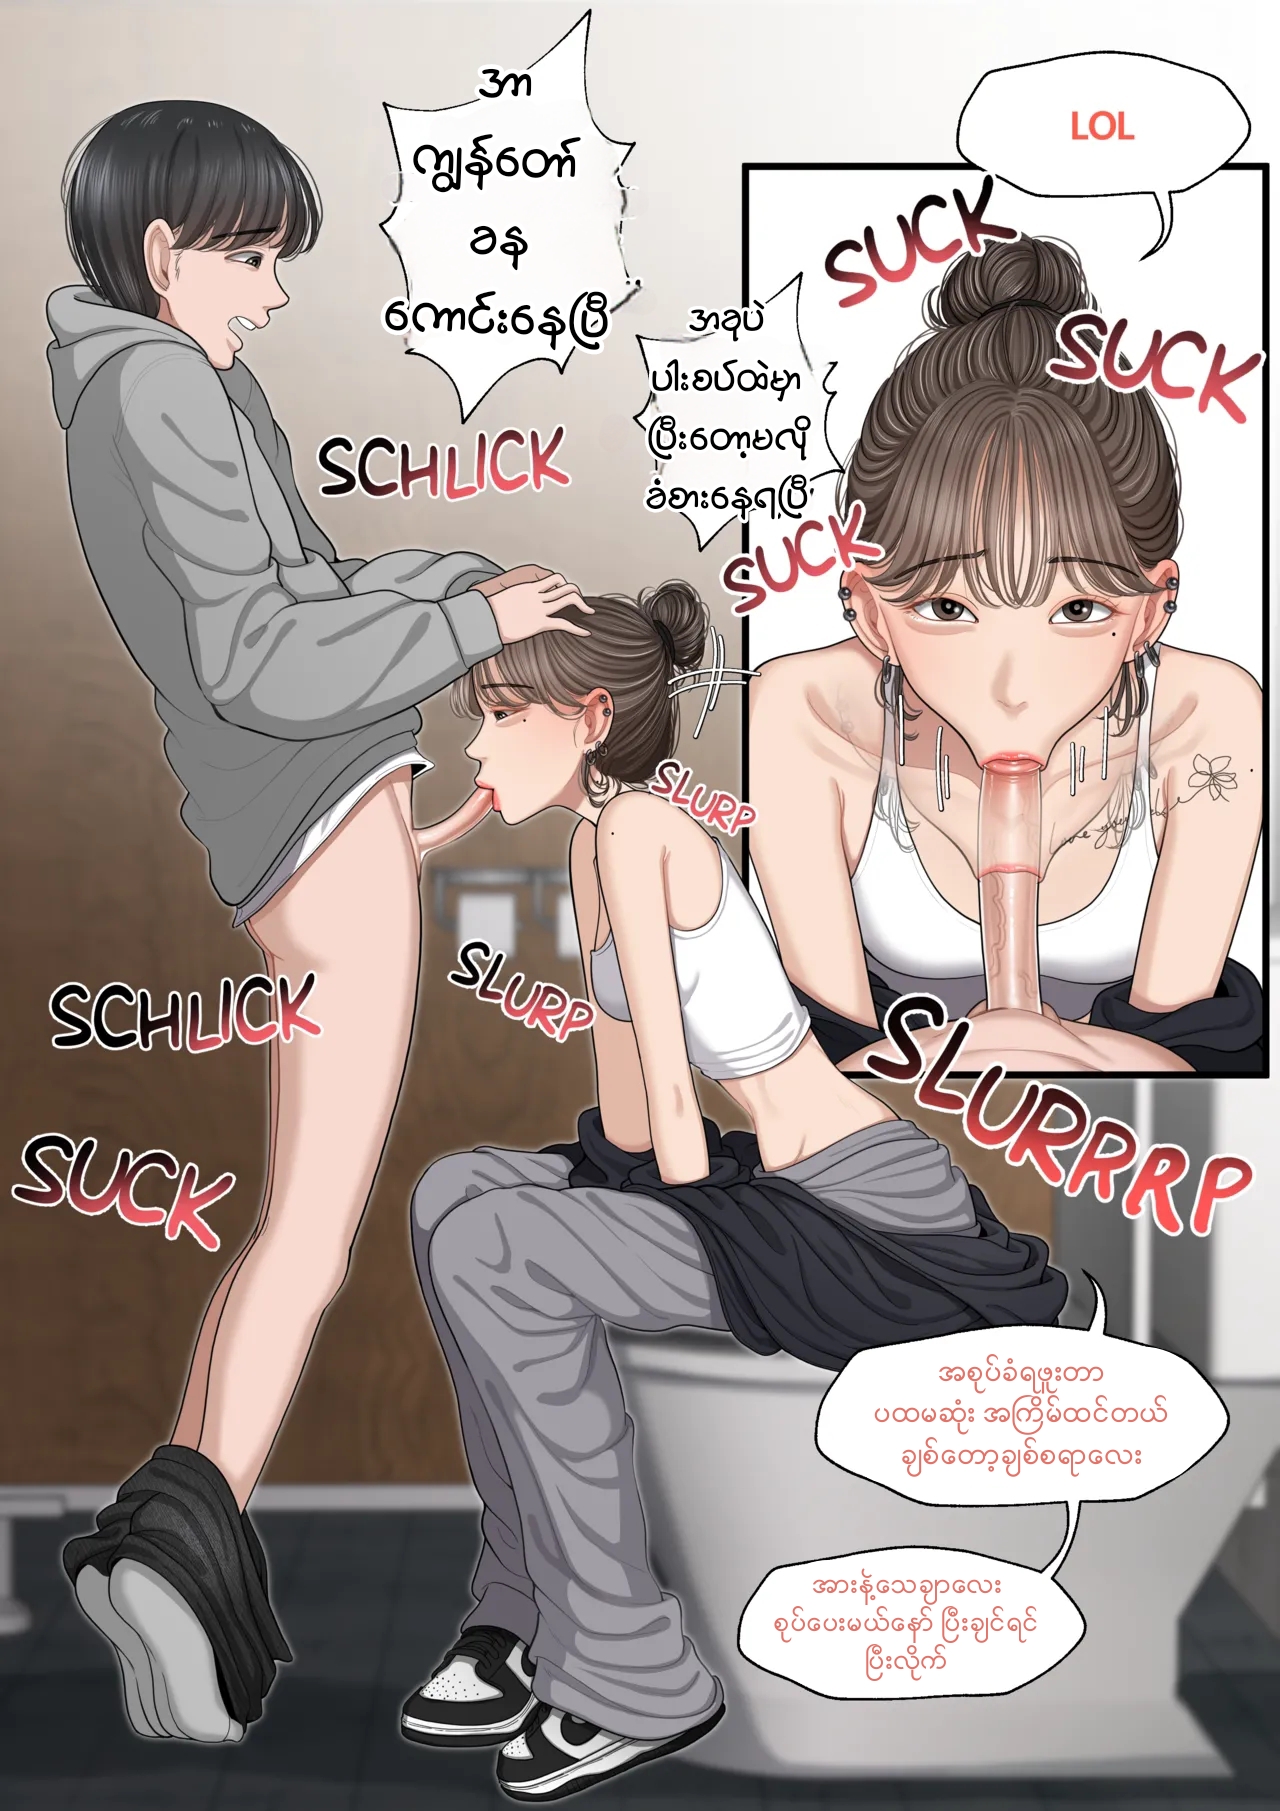 LOL
အာ
ကျွန်တော်
ခန
ကောင်းနေပြီ
SUCK
SUCK
အခုပဲ
ပါးစပ်ထဲမှာ
ပြီးတော့မလို
ခံစားနေရပြီ
SCHLICK
SUCK
SLURP
SLURP
SCHLICK
SLURRRP
SUCK
အစုပ်ခံရဖူးတာ
ပထမဆုံး အကြိမ်ထင်တယ်
ချစ်တော့ချစ်စရာလေး
အားနဲ့သေချာလေး
စုပ်ပေးမယ်နော် ပြီးချင်ရင်
ပြီးလိုက်